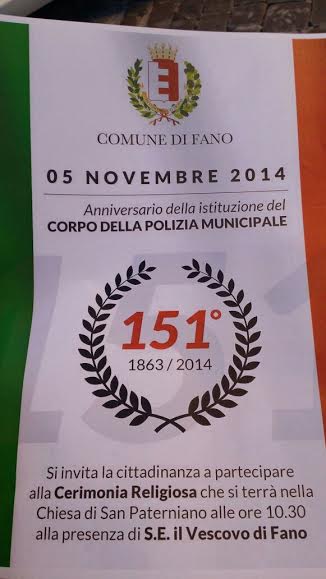 COMUNE DI FANO
05 NOVEMBRE 2014
Anniversario della istituzione del
CORPO DELLA POLIZIA MUNICIPALE
151°
1863 / 2014
Si invita la cittadinanza a partecipare
alla Cerimonia Religiosa che si terrà nella
Chiesa di San Paterniano alle ore 10.30
alla presenza di S.E. il Vescovo di Fano